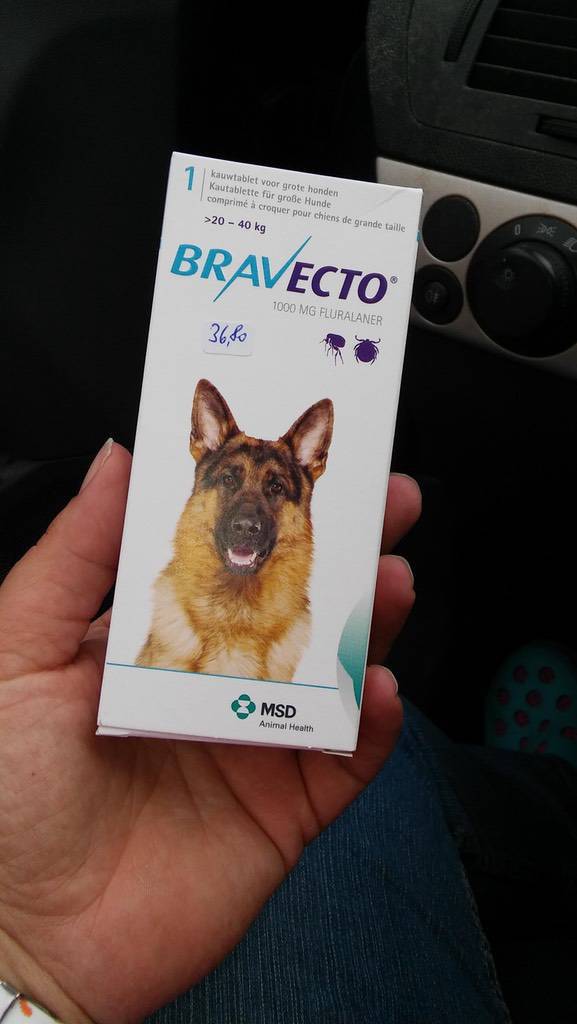 1
kauwtablet voor grote honden
Kautablette für große Hunde
comprimé à croquer pour chiens de grande taille
>20 – 40 kg
BRAVECTO®
1000 MG FLURALANER
36,80
MSD
Animal Health
0